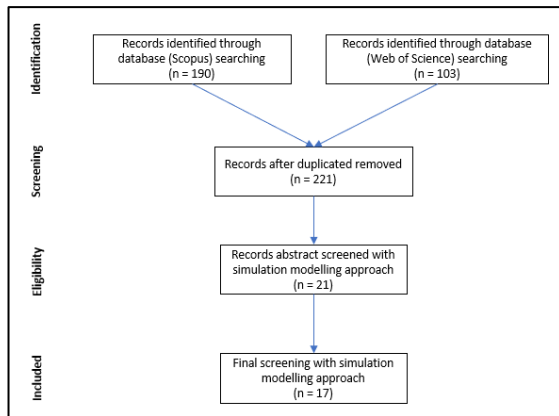 Identification
Records identified through
database (Scopus) searching
(n = 190)
Records identified through database
(Web of Science) searching
(n = 103)
Screening
Records after duplicated removed
(n = 221)
Eligibility
Records abstract screened with
simulation modelling approach
(n = 21)
Included
Final screening with simulation
modelling approach
(n = 17)